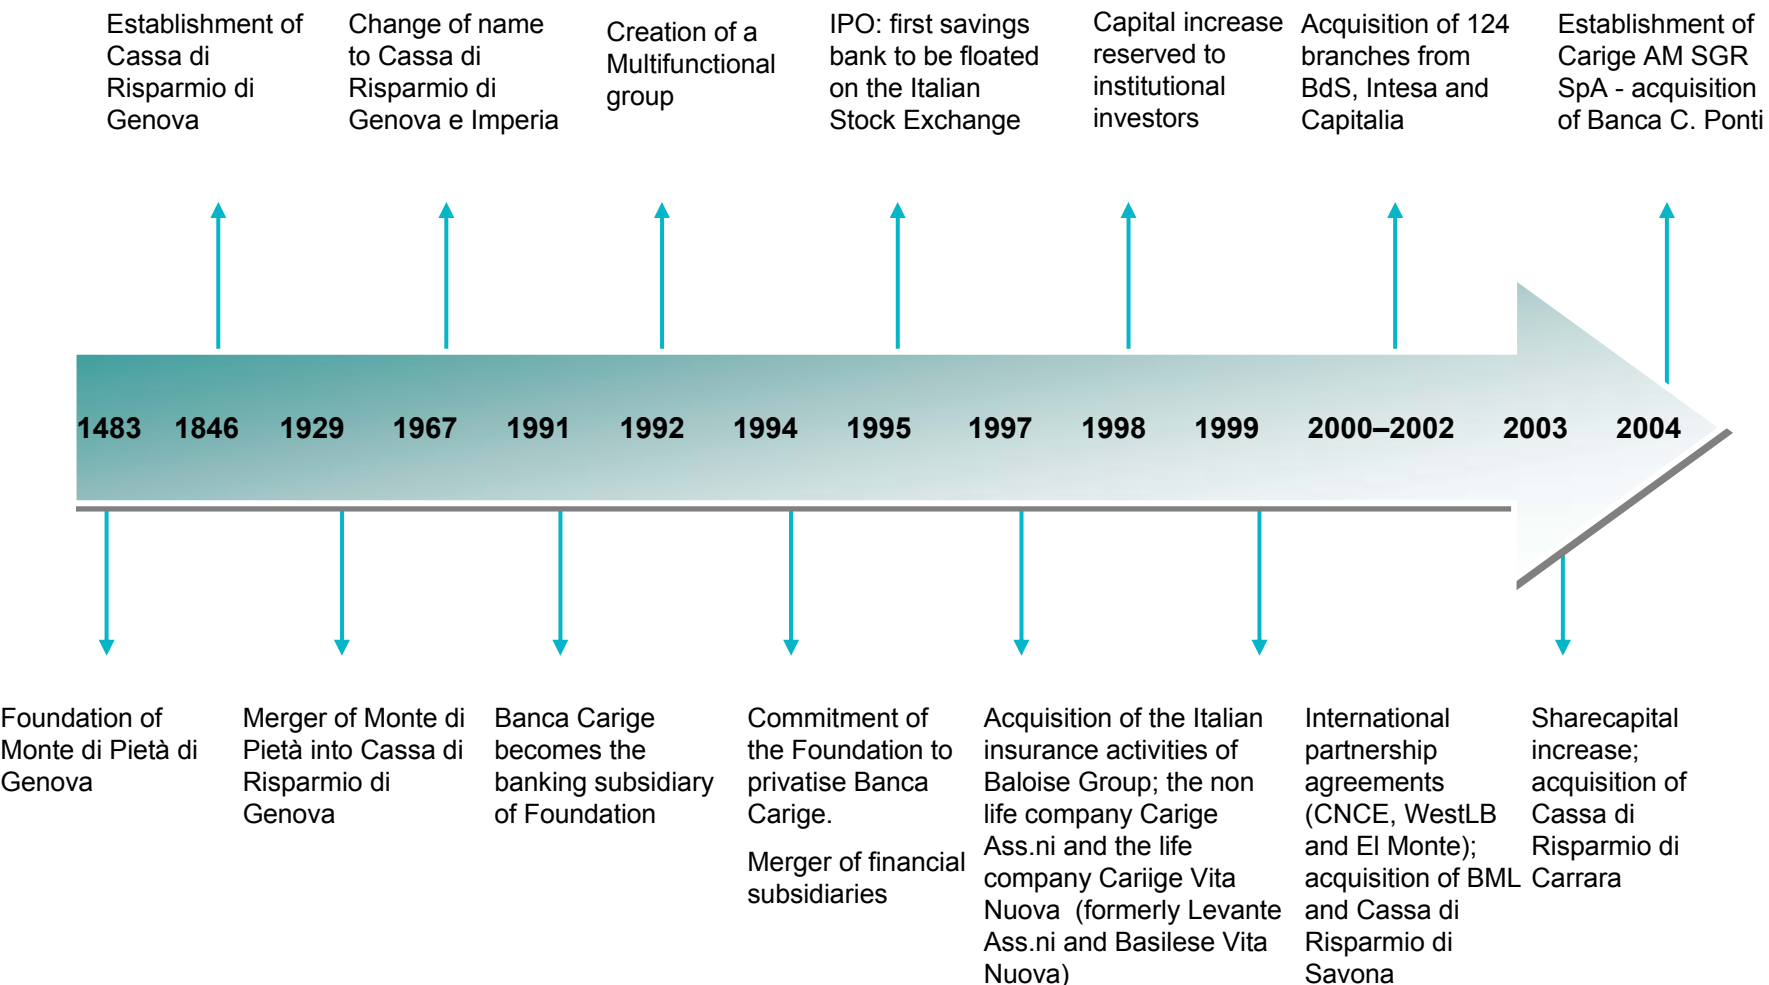 Establishment of
Cassa di
Risparmio di
Genova
Change of name
to Cassa di
Risparmio di
Genova e Imperia
Creation of a
Multifunctional
group
IPO: first savings
bank to be floated
on the Italian
Stock Exchange
Capital increase
reserved to
institutional
investors
Acquisition of 124
branches from
BdS, Intesa and
Capitalia
Establishment of
Carige AM SGR
SpA - acquisition
of Banca C. Ponti
1483 1846 1929 1967 1991 1992 1994 1995 1997 1998 1999 2000–2002 2003 2004
Foundation of
Monte di Pietà di
Genova
Merger of Monte di
Pietà into Cassa di
Risparmio di
Genova
Banca Carige
becomes the
banking subsidiary
of Foundation
Commitment of
the Foundation to
privatise Banca
Carige.
Merger of financial
subsidiaries
Acquisition of the Italian
insurance activities of
Baloise Group; the non
life company Carige
Ass.ni and the life
company Cariige Vita
Nuova (formerly Levante
Ass.ni and Basilese Vita
Nuova)
International
partnership
agreements
(CNCE, WestLB
and El Monte);
acquisition of BML
and Cassa di
Risparmio di
Savona
Sharecapital
increase;
acquisition of
Cassa di
Risparmio di
Carrara